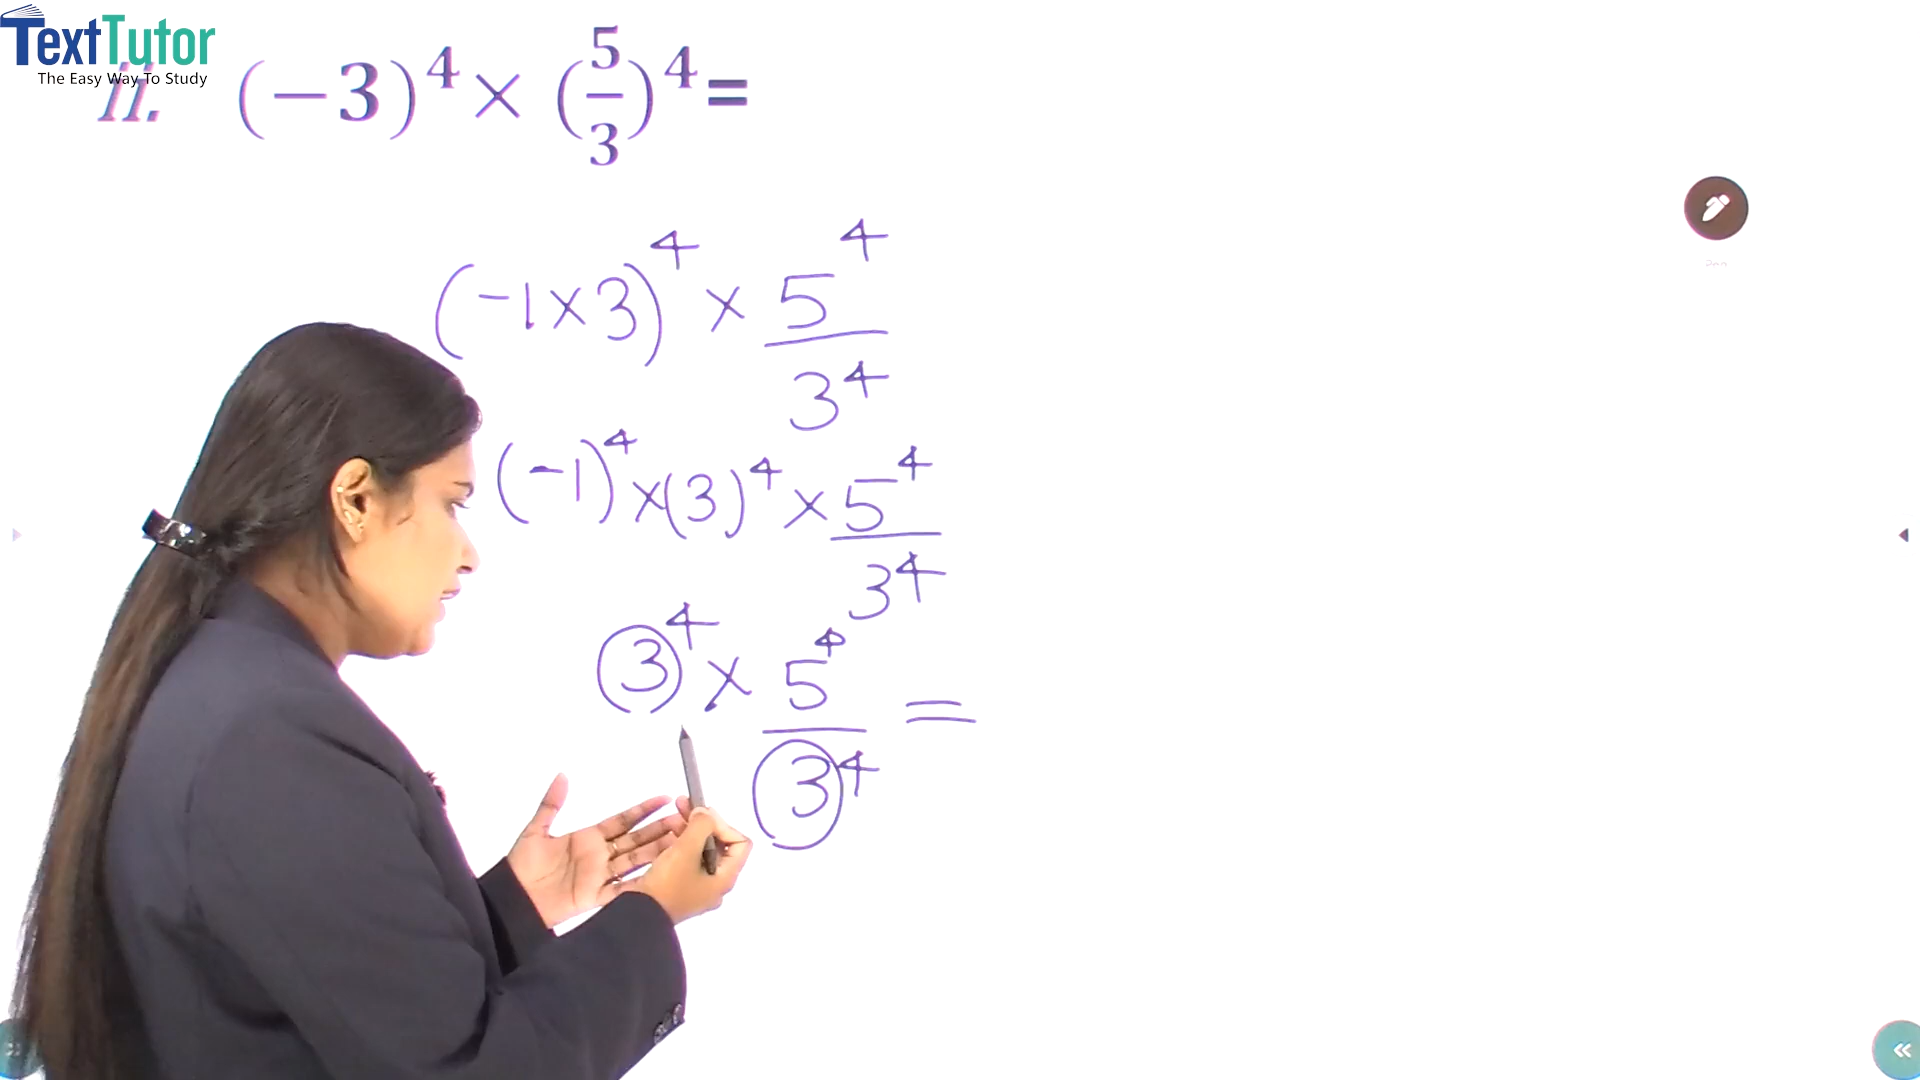 TextTutor
The Easy Way To Study
ii. (−3)⁴ × (5/3)⁴ =
(-1×3)⁴ × 5⁴/3⁴
(-1)⁴ ×(3)⁴ × 5⁴/3⁴
3⁴ × 5⁴/3⁴ =